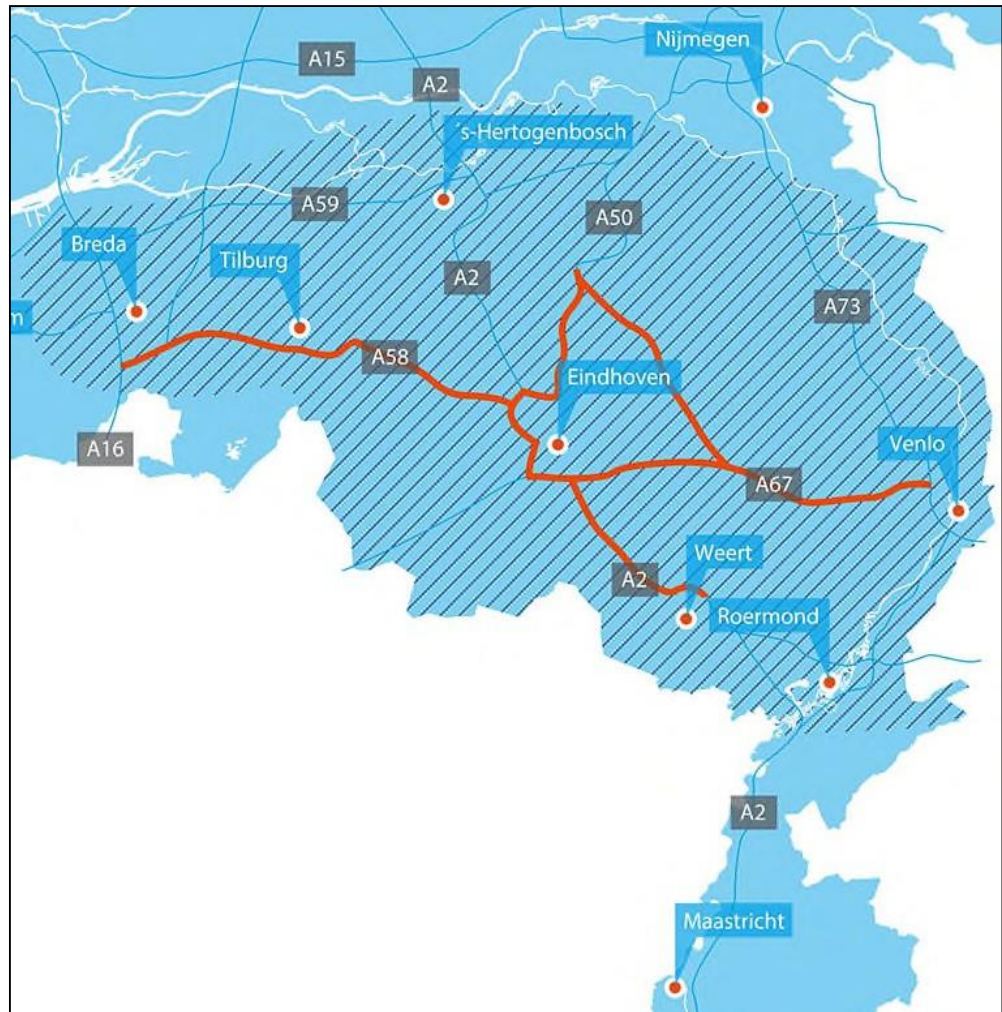 Nijmegen
A15
A2
's-Hertogenbosch
A59
A50
Breda
Tilburg
A2
A73
m
A58
Eindhoven
A16
Venlo
A67
Weert
A2
Roermond
A2
Maastricht